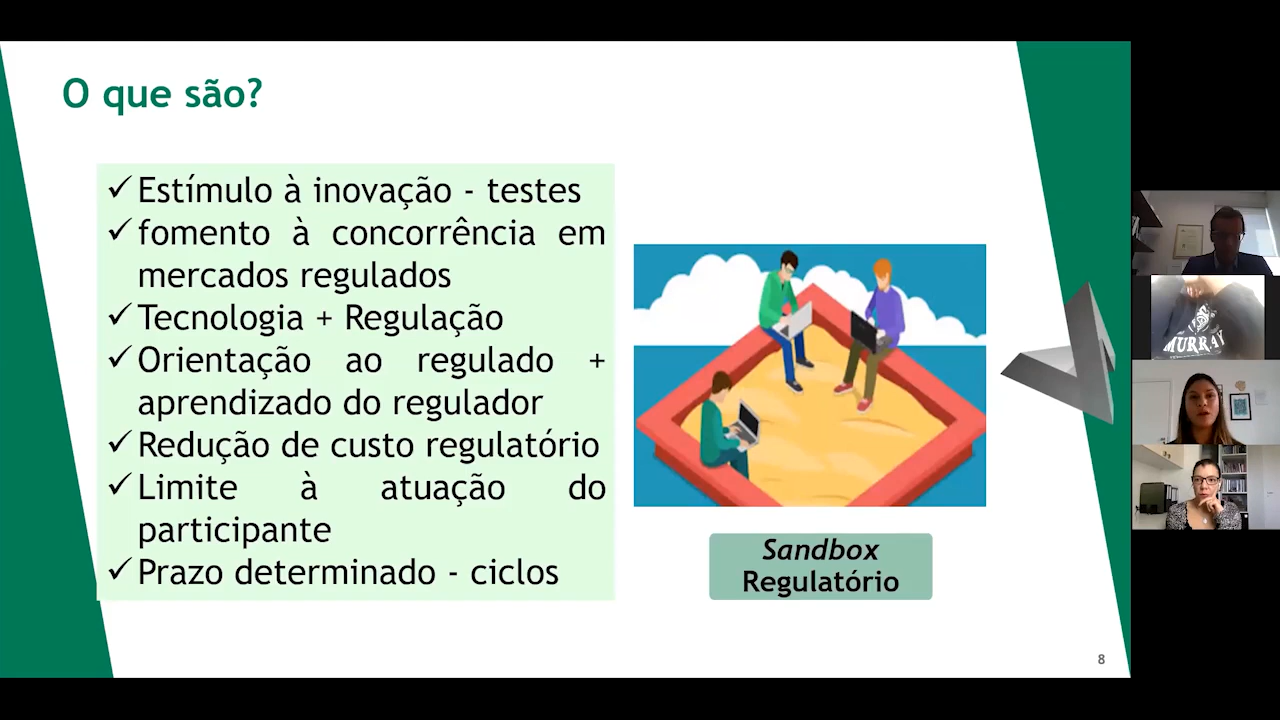 O que são?
✓Estímulo à inovação - testes
✓fomento à concorrência em
mercados regulados
✓Tecnologia + Regulação
✓Orientação ao regulado +
aprendizado do regulador
✓Redução de custo regulatório
✓Limite à atuação do
participante
✓Prazo determinado - ciclos
Sandbox
Regulatório
8
MURRAY